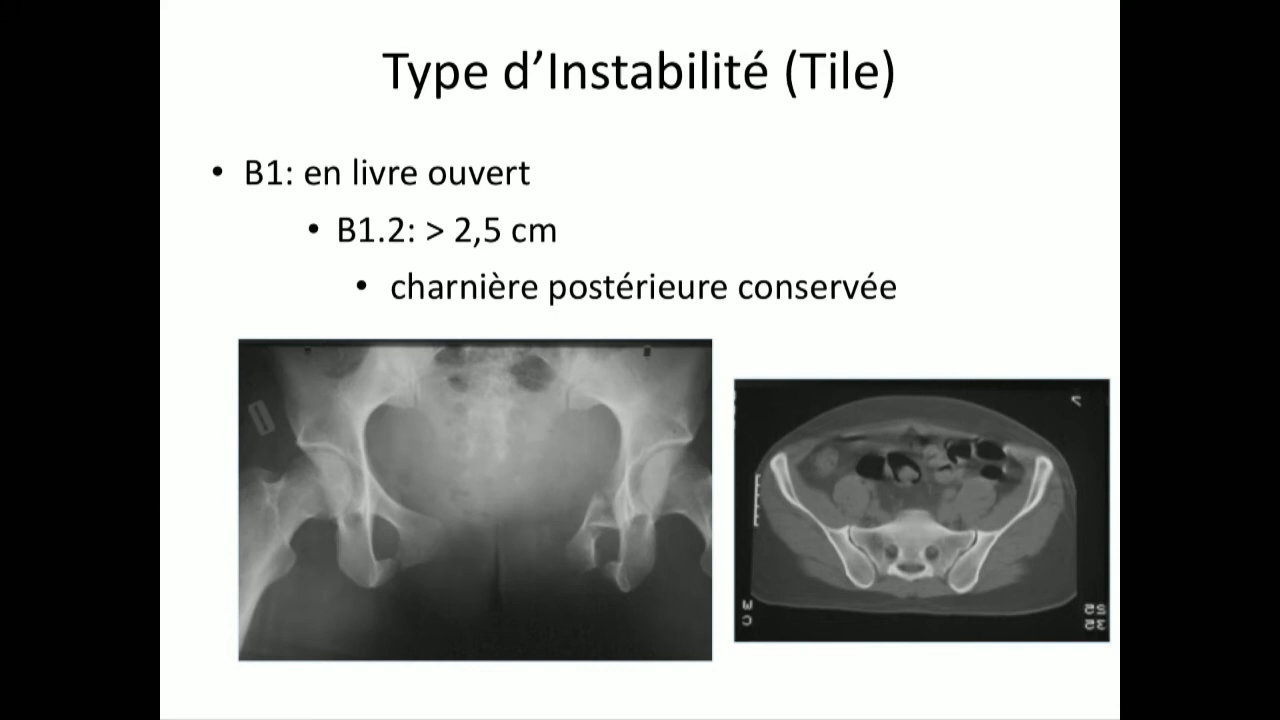 Type d’Instabilité (Tile)
• B1: en livre ouvert
• B1.2: > 2,5 cm
• charnière postérieure conservée